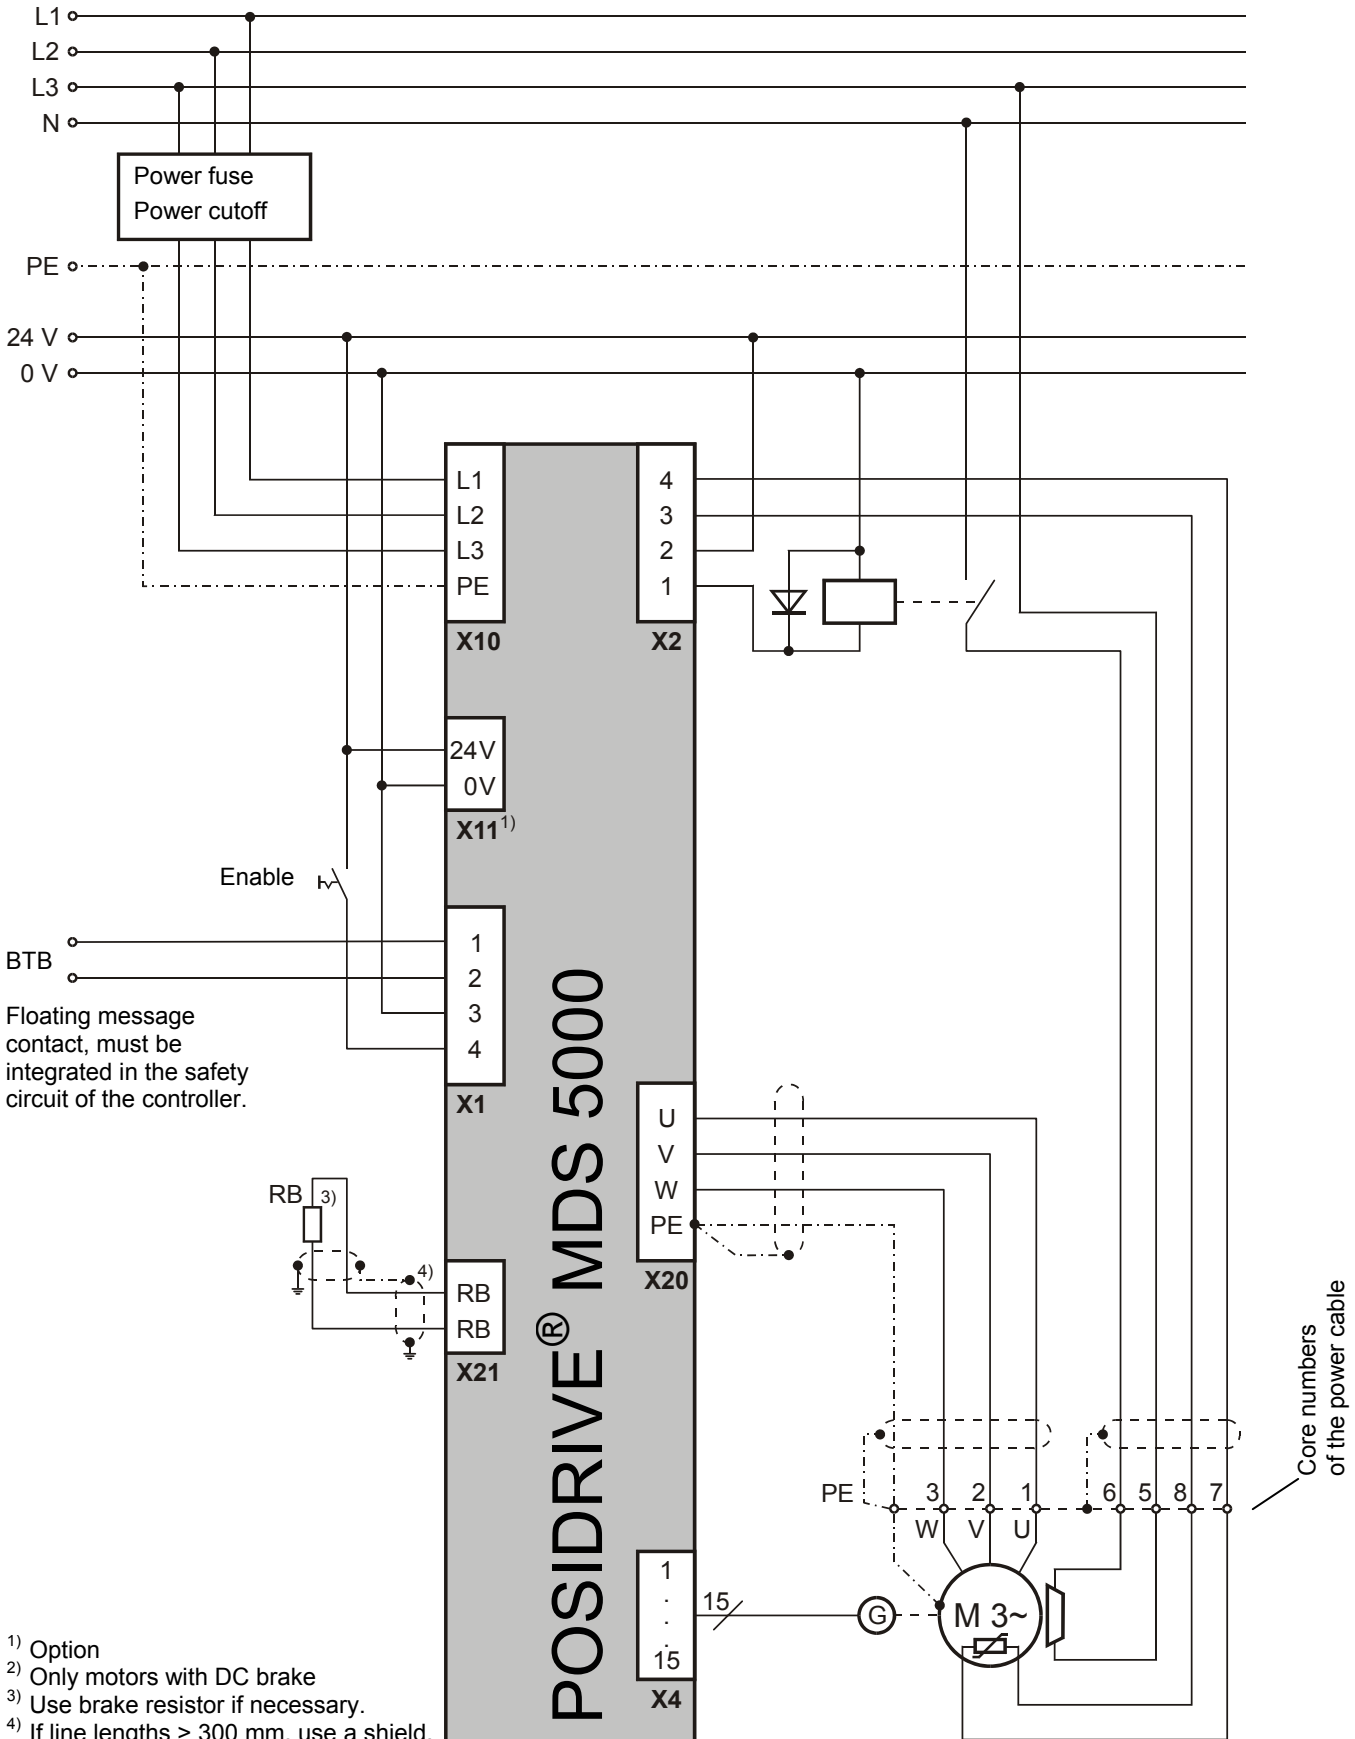 L1
L2
L3
N
Power fuse
Power cutoff
PE
24 V
0 V
L1
L2
L3
PE
X10
4
3
2
1
X2
24V
0V
X11 1)
Enable
BTB
Floating message
contact, must be
integrated in the safety
circuit of the controller.
1
2
3
4
X1
POSIDRIVE® MDS 5000
U
V
W
PE
X20
RB 3)
4)
RB
RB
X21
Core numbers
of the power cable
PE 3 2 1 6 5 8 7
W V U
1
.
.
.
15
X4
15
G
M 3~
1) Option
2) Only motors with DC brake
3) Use brake resistor if necessary.
4) If line lengths > 300 mm, use a shield.